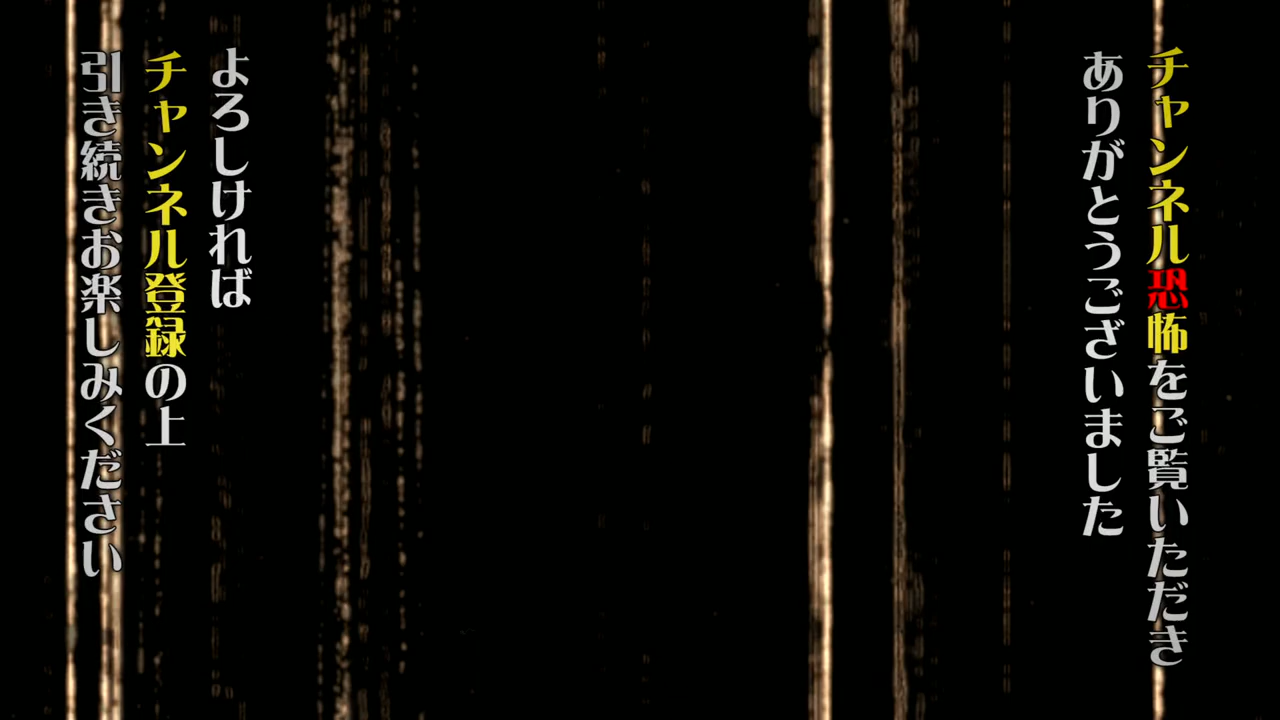 チャンネル恐怖をご覧いただき
ありがとうございました
よろしければ
チャンネル登録の上
引き続きお楽しみください